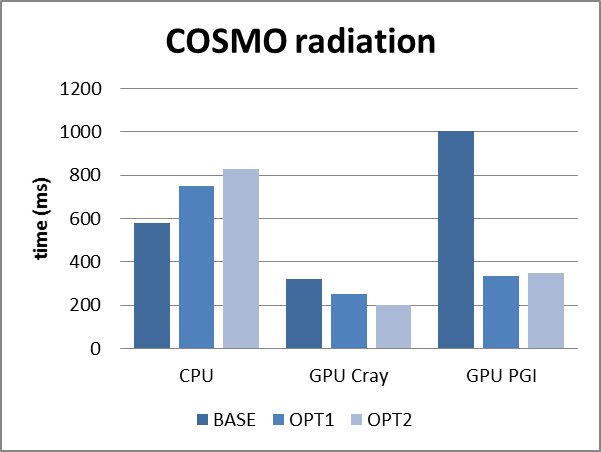 COSMO radiation
time (ms)
1200
1000
800
600
400
200
0
CPU GPU Cray GPU PGI
BASE OPT1 OPT2